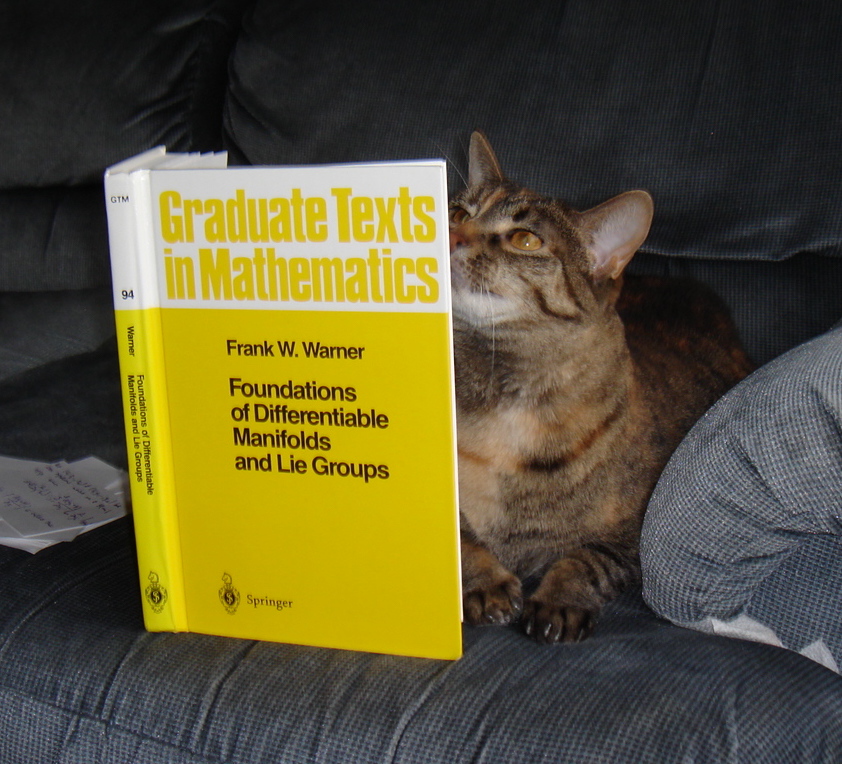 GTM
94
Warner
Foundations of Differentiable
Manifolds and Lie Groups
Graduate Texts
in Mathematics
Frank W. Warner
Foundations
of Differentiable
Manifolds
and Lie Groups
Springer